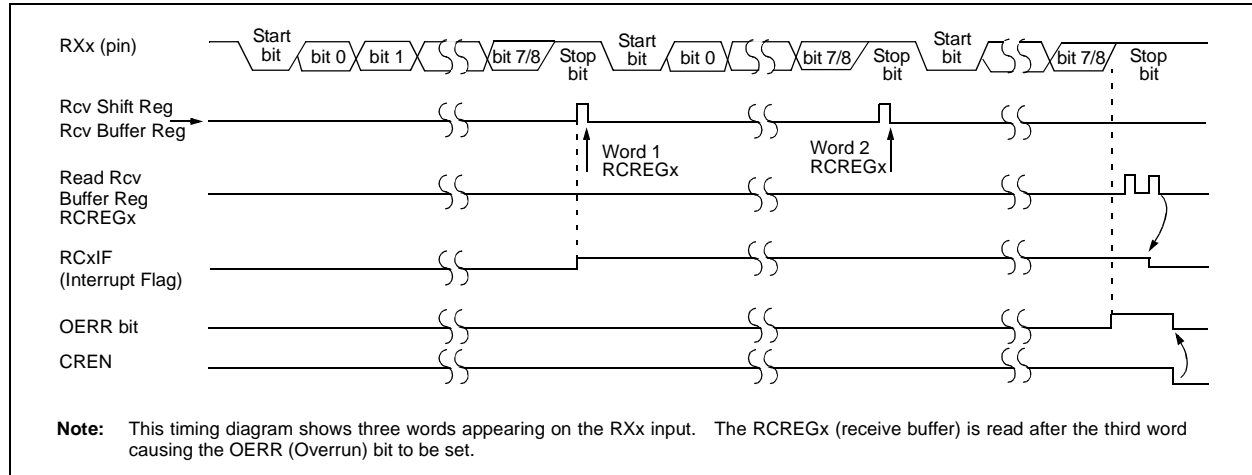 RXx (pin)
Start bit
bit 0
bit 1
bit 7/8
Stop bit
Start bit
bit 0
bit 7/8
Stop bit
Start bit
bit 7/8
Stop bit
Rcv Shift Reg
Rcv Buffer Reg
Word 1
RCREGx
Word 2
RCREGx
Read Rcv
Buffer Reg
RCREGx
RCxIF
(Interrupt Flag)
OERR bit
CREN
Note: This timing diagram shows three words appearing on the RXx input. The RCREGx (receive buffer) is read after the third word
causing the OERR (Overrun) bit to be set.